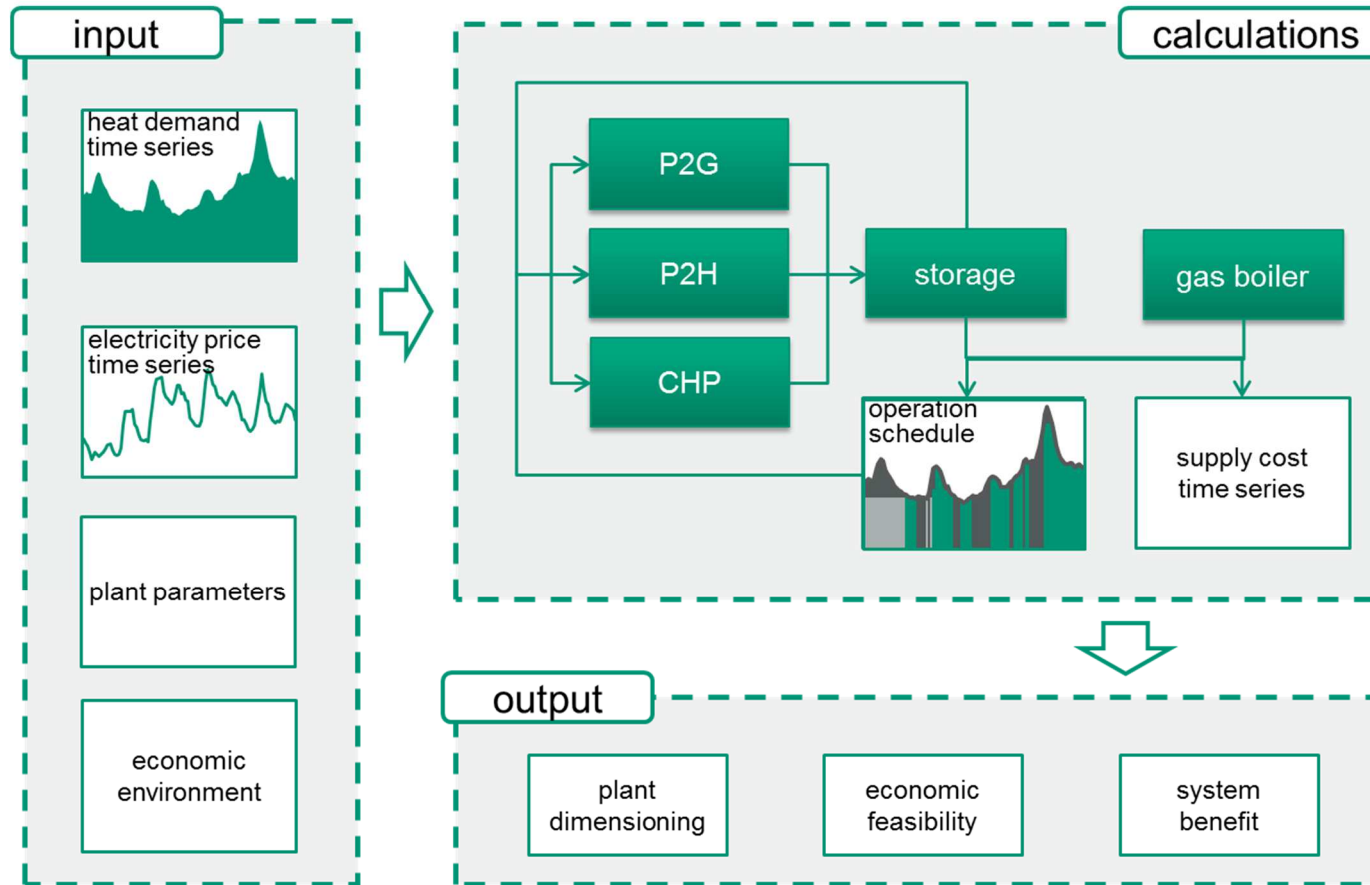 input
heat demand
time series
electricity price
time series
plant parameters
economic
environment
calculations
P2G
P2H
CHP
storage
gas boiler
operation
schedule
supply cost
time series
output
plant
dimensioning
economic
feasibility
system
benefit